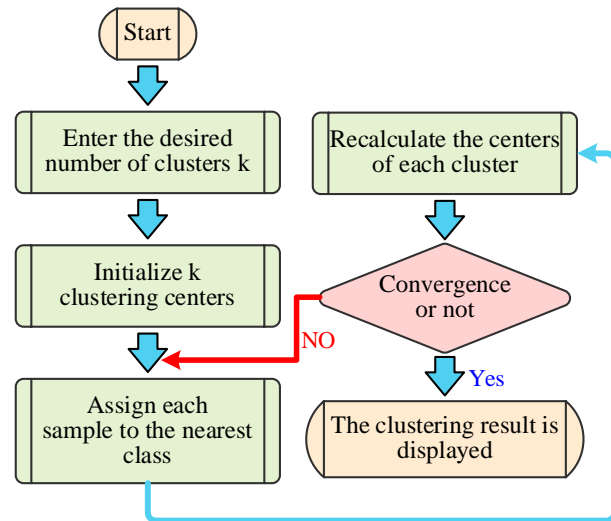 Start
Enter the desired
number of clusters k
Initialize k
clustering centers
Assign each
sample to the nearest
class
Recalculate the centers
of each cluster
Convergence
or not
NO
Yes
The clustering result is
displayed